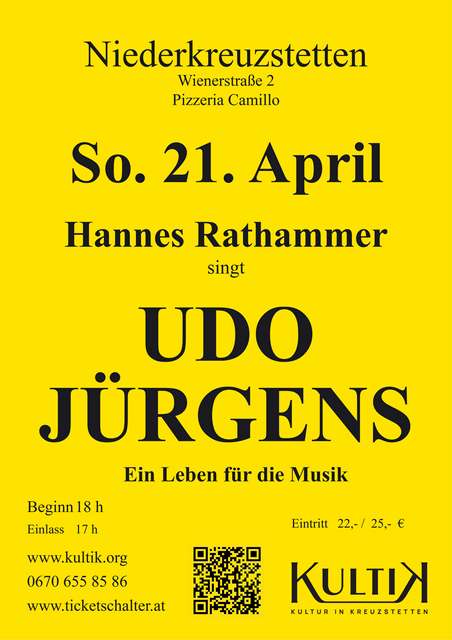 Niederkreuzstetten
Wienerstraße 2
Pizzeria Camillo
So. 21. April
Hannes Rathammer
singt
UDO
JÜRGENS
Ein Leben für die Musik
Beginn 18 h
Einlass 17 h
Eintritt 22,- / 25,- €
www.kultik.org
0670 655 85 86
www.ticketschalter.at
KULTIK
KULTUR IN KREUZSTETTEN